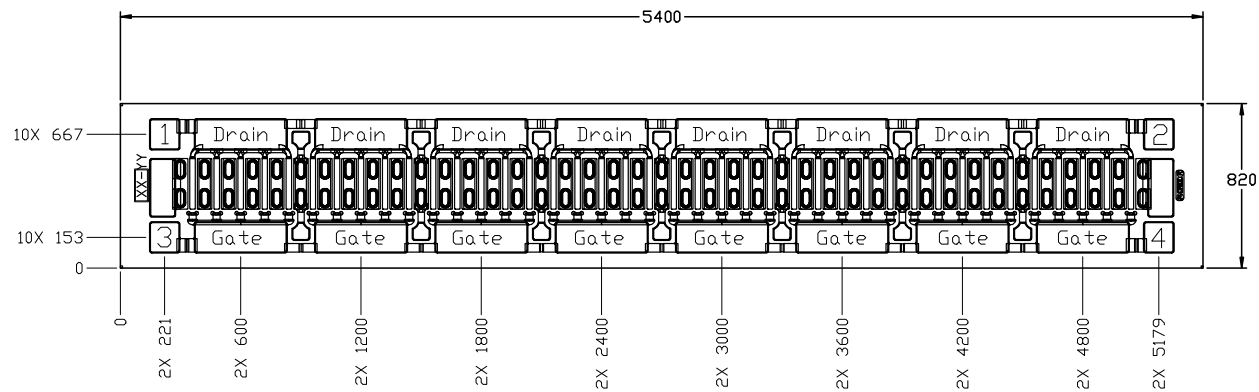 5400
1 Drain Drain Drain Drain Drain Drain Drain Drain 2
10X 667
XX-YY
820
10X 153
3 Gate Gate Gate Gate Gate Gate Gate Gate 4
0
0
2X 221
2X 600
2X 1200
2X 1800
2X 2400
2X 3000
2X 3600
2X 4200
2X 4800
2X 5179